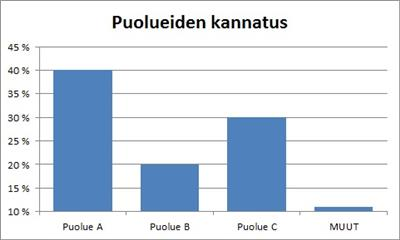 Puolueiden kannatus
45 %
40 %
35 %
30 %
25 %
20 %
15 %
10 %
Puolue A
Puolue B
Puolue C
MUUT